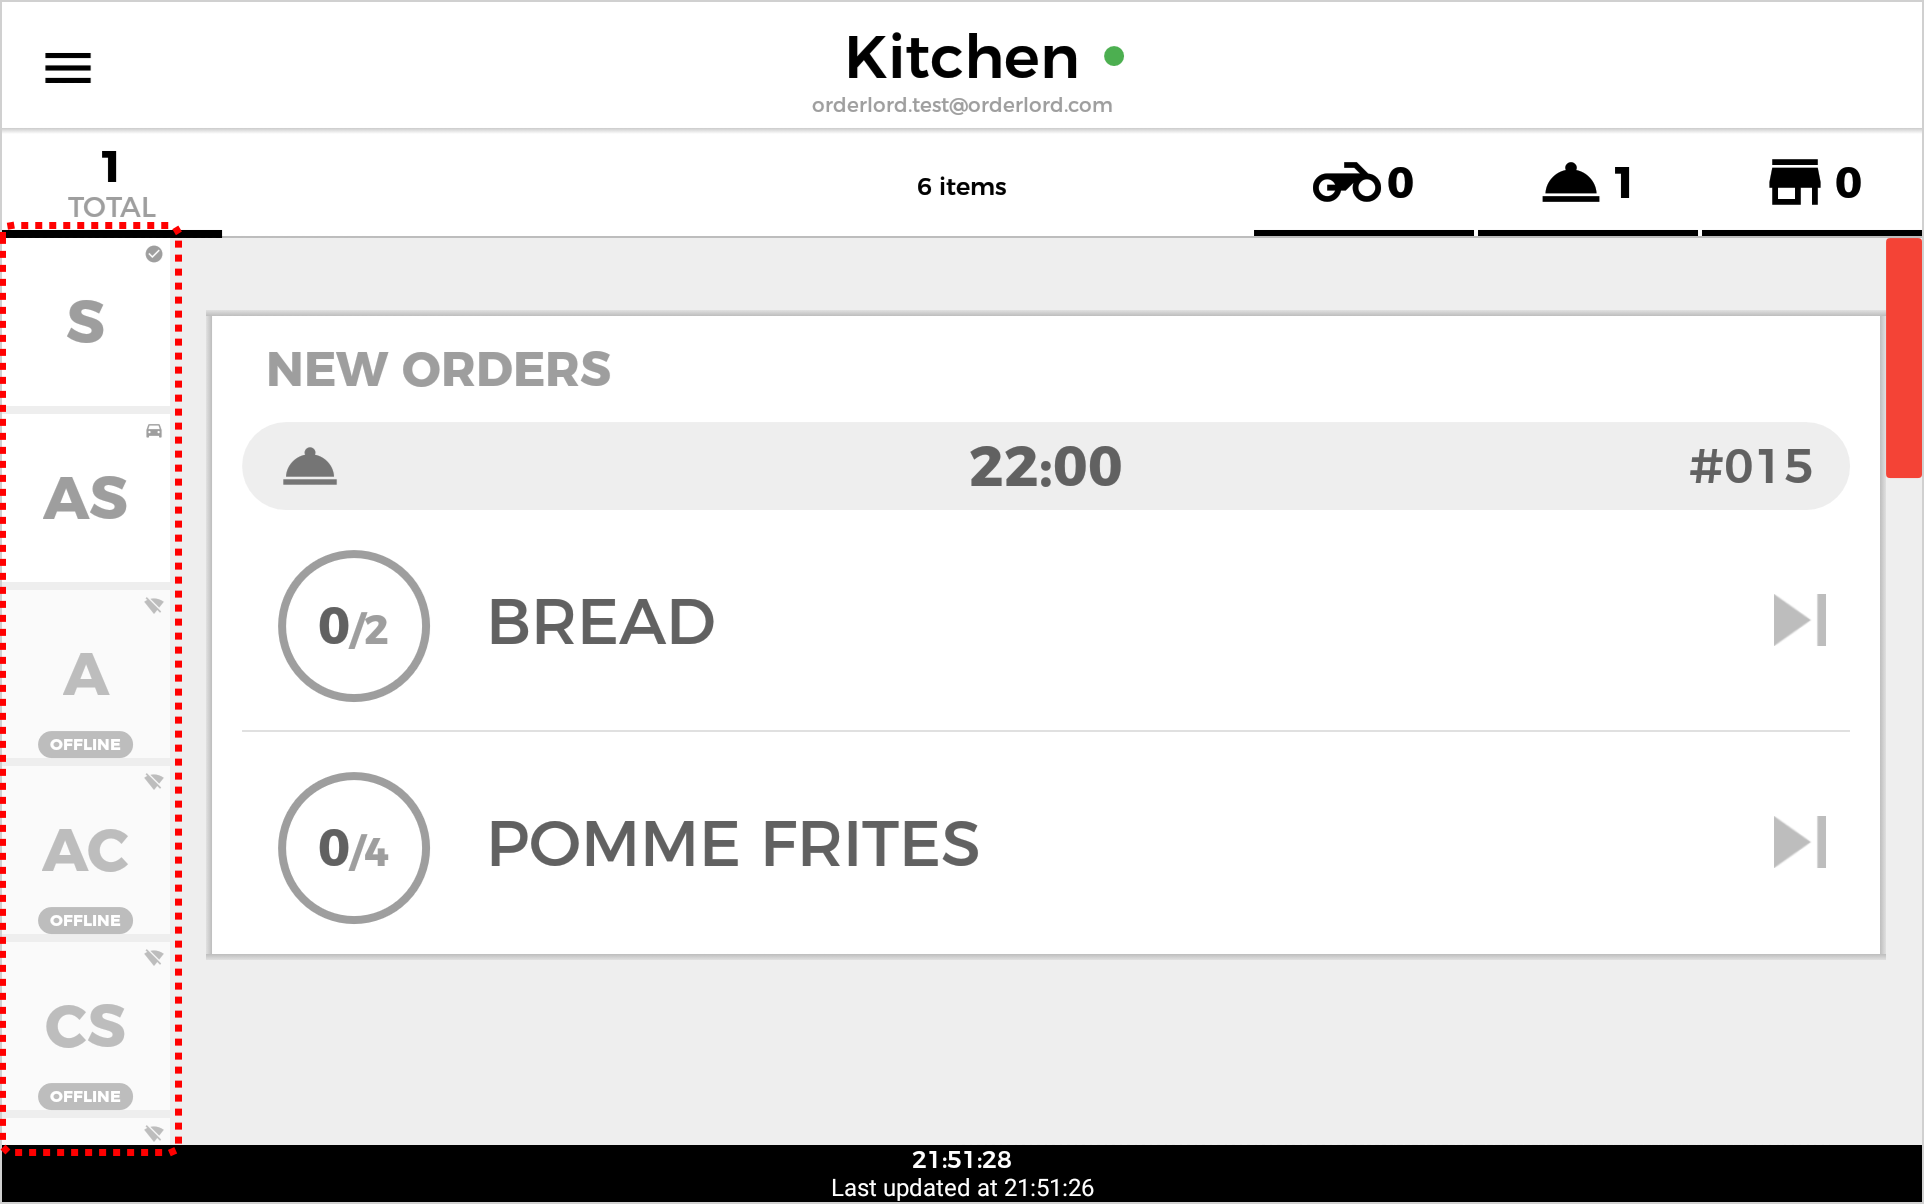 Kitchen
orderlord.test@orderlord.com
1
TOTAL
6 items
0
1
0
S
AS
A
OFFLINE
AC
OFFLINE
CS
OFFLINE
NEW ORDERS
22:00
#015
0/2
BREAD
0/4
POMME FRITES
21:51:28
Last updated at 21:51:26